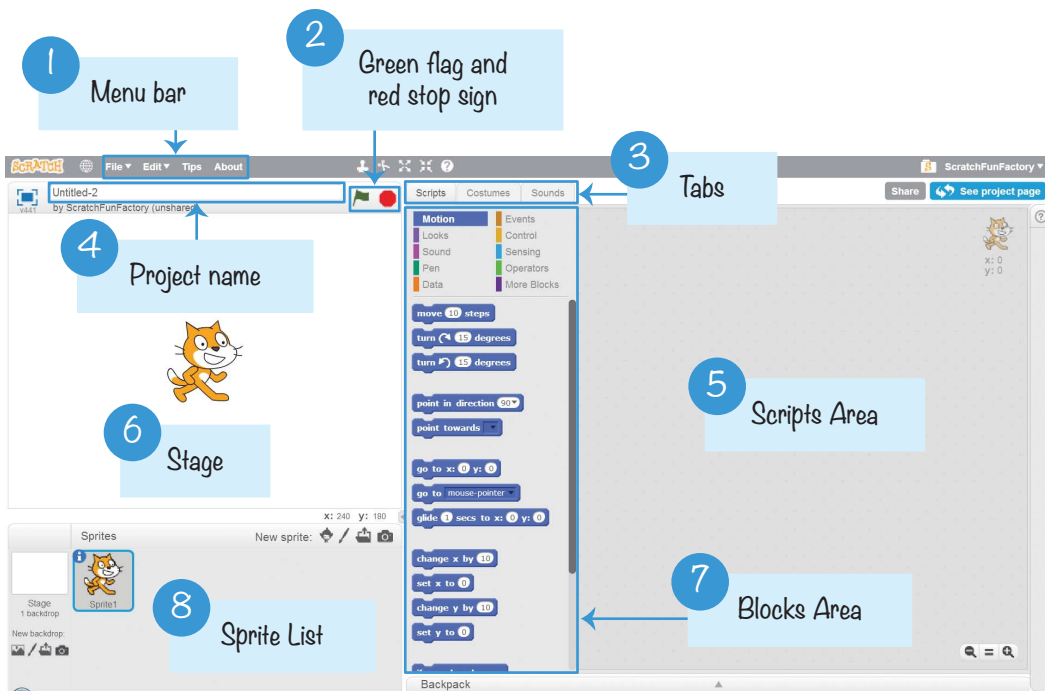 1
Menu bar
2
Green flag and
red stop sign
3
Tabs
SCRATCH File▼ Edit▼ Tips About
ScratchFunFactory▼
v441
Untitled-2
by ScratchFunFactory (unshared
Scripts Costumes Sounds
Share See project page
4
Project name
Motion Events
Looks Control
Sound Sensing
Pen Operators
Data More Blocks
x: 0
y: 0
move 10 steps
turn 15 degrees
turn 15 degrees
point in direction 90▼
point towards
go to x: 0 y: 0
go to mouse-pointer
glide 1 secs to x: 0 y: 0
change x by 10
set x to 0
change y by 10
set y to 0
5
Scripts Area
6
Stage
x: 240 y: 180
Sprites New sprite:
Stage
1 backdrop
New backdrop:
Sprite1
7
Blocks Area
8
Sprite List
Backpack